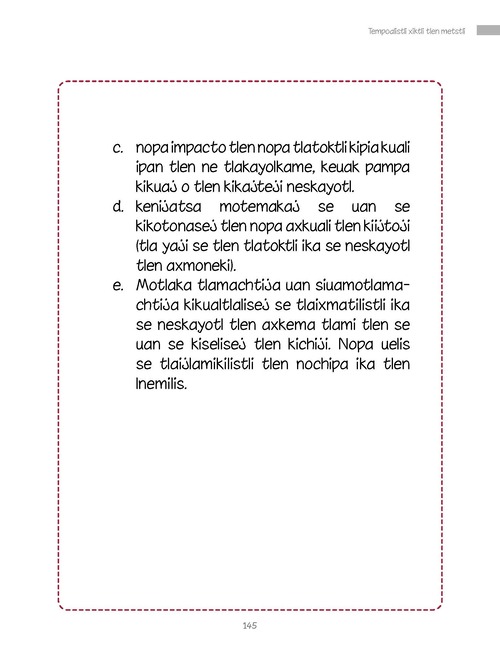 Tempoalistli xiktli tlen metstli
c. nopa impacto tlen nopa tlatoktli kipia kuali
ipan tlen ne tlakayolkame, keuak pampa
kikuaj o tlen kikajteji neskayotl.
d. kenijatsa motemakaj se uan se
kikotonasej tlen nopa axkuali tlen kiijtoji
(tla yaji se tlen tlatoktli ika se neskayotl
tlen axmoneki).
e. Motlaka tlamachtija uan siuamotlama-
chtija kikualtlalisej se tlaixmatilistli ika
se neskayotl tlen axkema tlami tlen se
uan se kiselisej tlen kichiji. Nopa uelis
se tlaijlamikilistli tlen nochipa ika tlen
Inemilis.
145